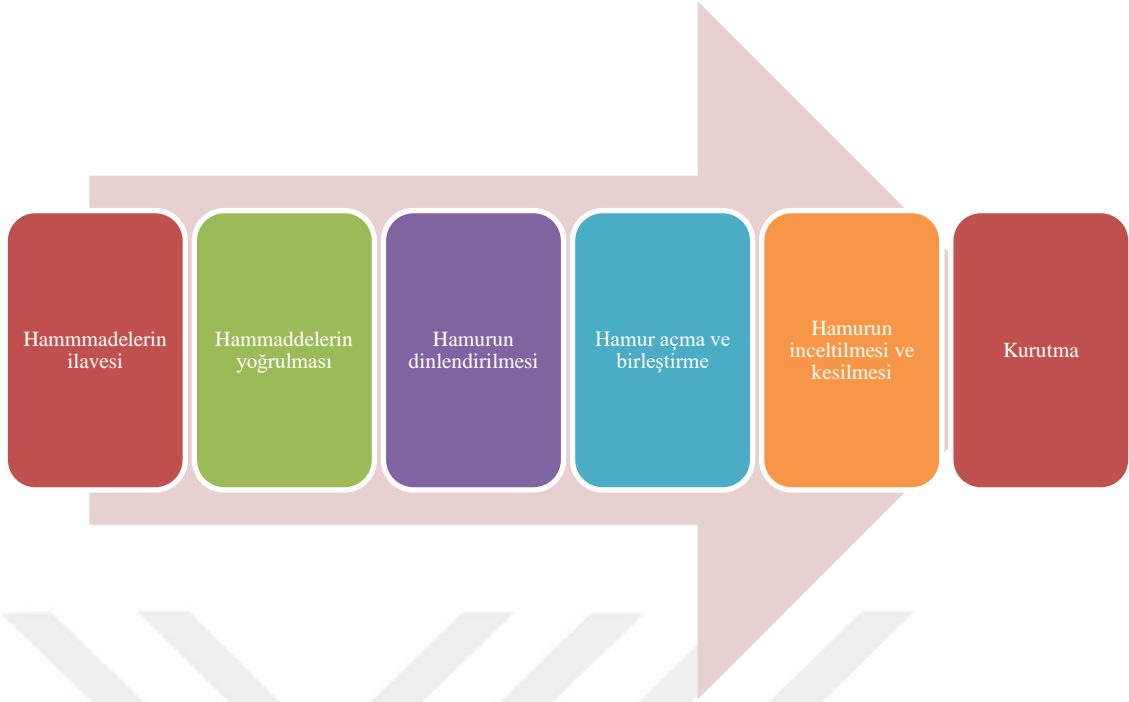 Hammmadelerin
ilavesi
Hammaddelerin
yoğrulması
Hamurun
dinlendirilmesi
Hamur açma ve
birleştirme
Hamurun
inceltilmesi ve
kesilmesi
Kurutma